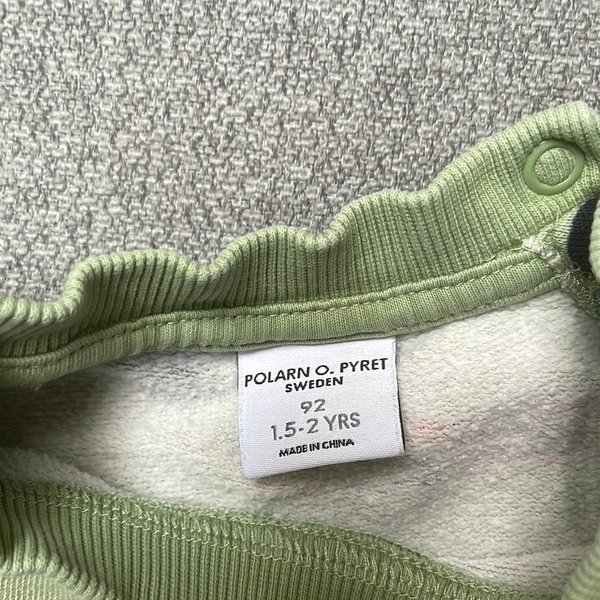 POLARN O. PYRET
SWEDEN
92
1.5-2 YRS
MADE IN CHINA